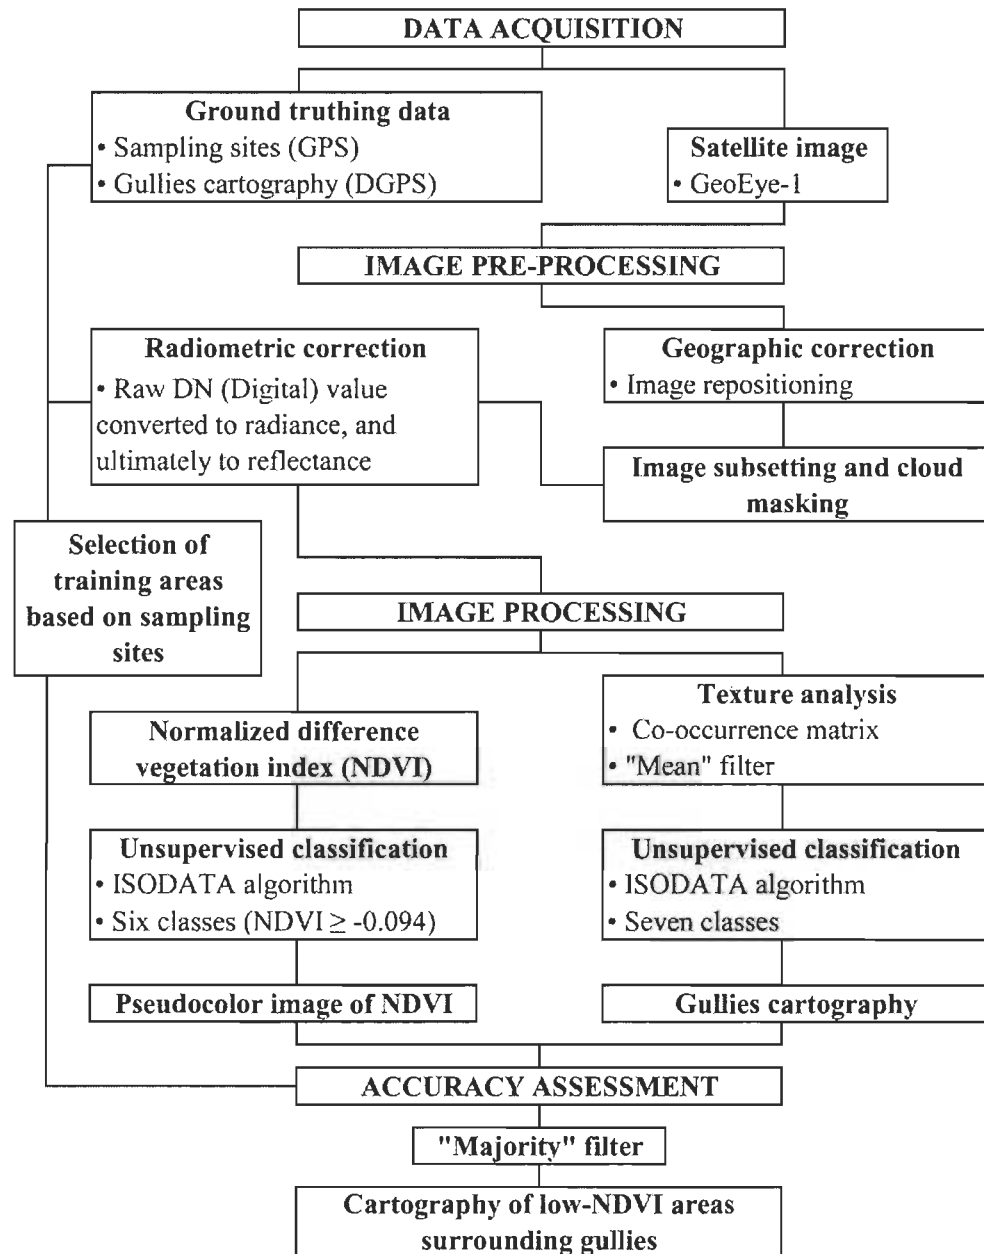 DATA ACQUISITION
Ground truthing data
• Sampling sites (GPS)
• Gullies cartography (DGPS)
Satellite image
• GeoEye-1
IMAGE PRE-PROCESSING
Radiometric correction
• Raw DN (Digital) value
converted to radiance, and
ultimately to reflectance
Geographic correction
• Image repositioning
Image subsetting and cloud
masking
Selection of
training areas
based on sampling
sites
IMAGE PROCESSING
Normalized difference
vegetation index (NDVI)
Texture analysis
• Co-occurrence matrix
• "Mean" filter
Unsupervised classification
• ISODATA algorithm
• Six classes (NDVI ≥ -0.094)
Unsupervised classification
• ISODATA algorithm
• Seven classes
Pseudocolor image of NDVI
Gullies cartography
ACCURACY ASSESSMENT
"Majority" filter
Cartography of low-NDVI areas
surrounding gullies